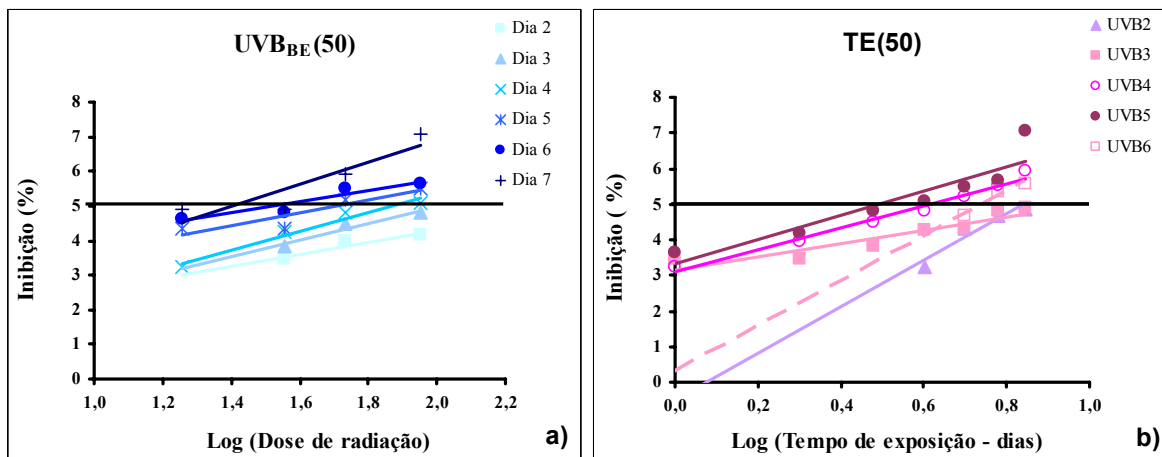 UVB_BE(50)
Dia 2
Dia 3
Dia 4
Dia 5
Dia 6
Dia 7
Inibição (%)
8
7
6
5
4
3
2
1
0
1,0 1,2 1,4 1,6 1,8 2,0 2,2
Log (Dose de radiação)
a)
TE(50)
UVB2
UVB3
UVB4
UVB5
UVB6
Inibição ( %)
8
7
6
5
4
3
2
1
0
0,0 0,2 0,4 0,6 0,8 1,0
Log (Tempo de exposição - dias)
b)